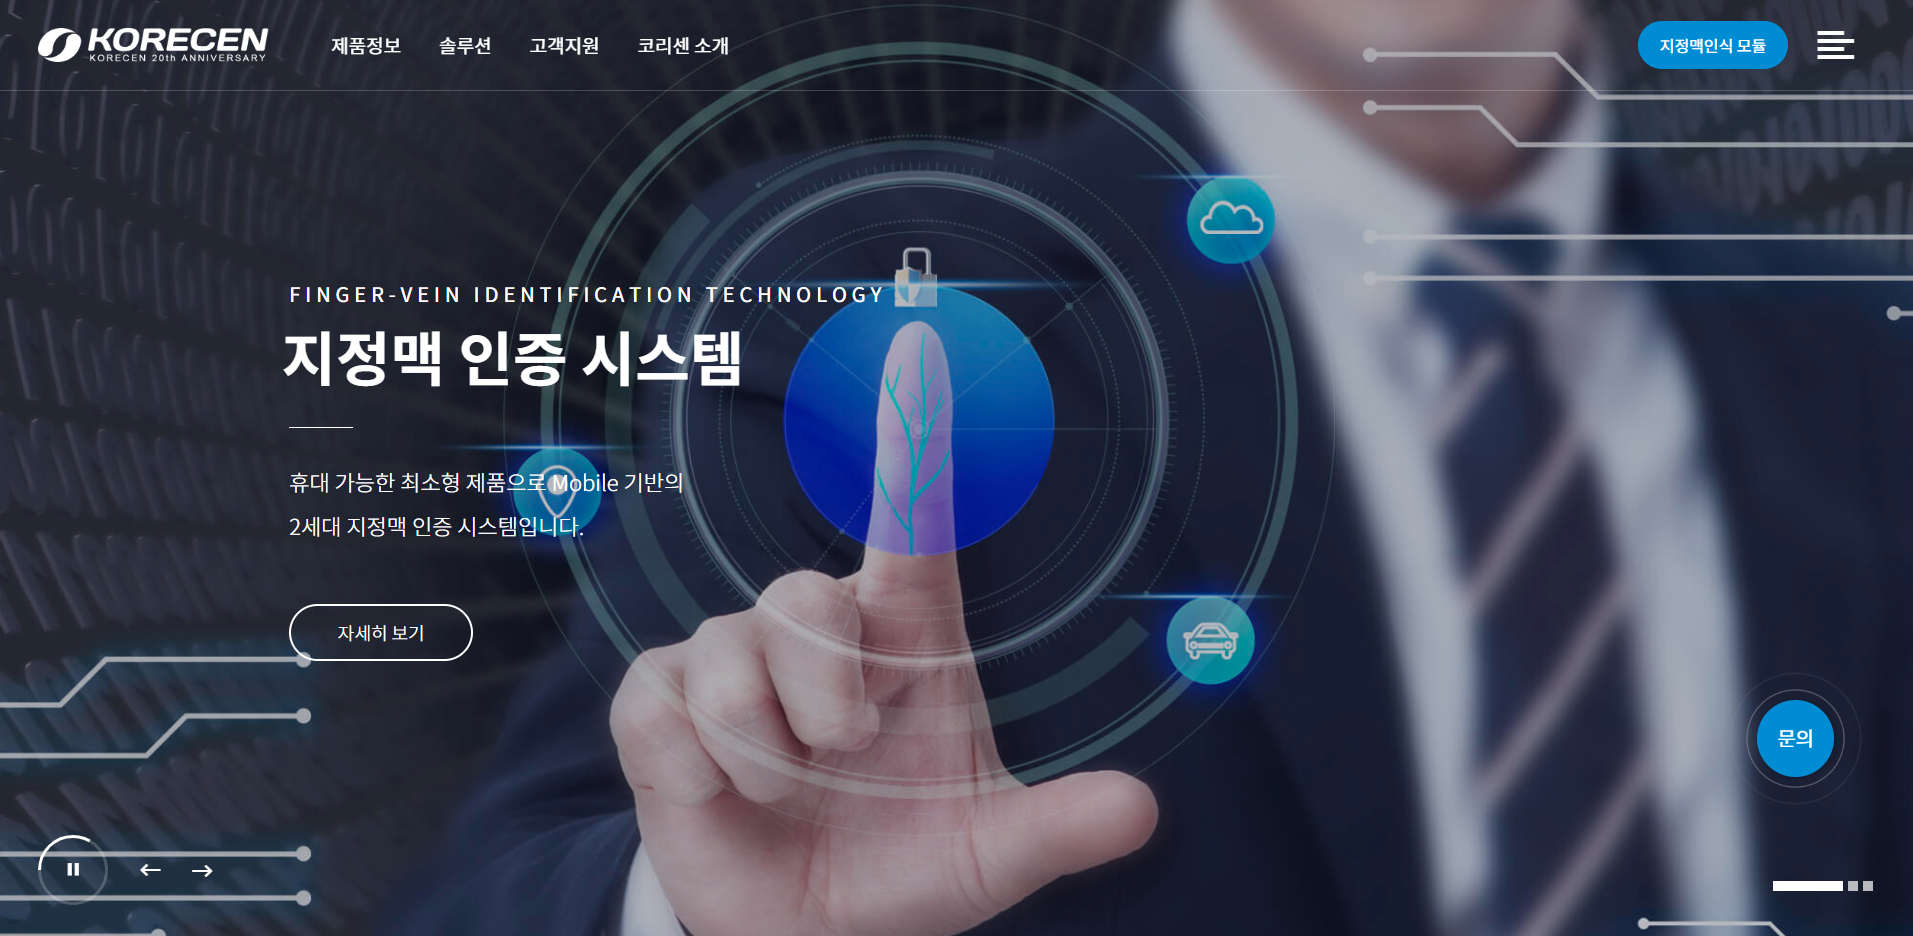 KORECEN
KORECEN 20th ANNIVERSARY
제품정보
솔루션
고객지원
코리센 소개
지정맥인식 모듈
FINGER-VEIN IDENTIFICATION TECHNOLOGY
지정맥 인증 시스템
휴대 가능한 최소형 제품으로 Mobile 기반의
2세대 지정맥 인증 시스템입니다.
자세히 보기
문의